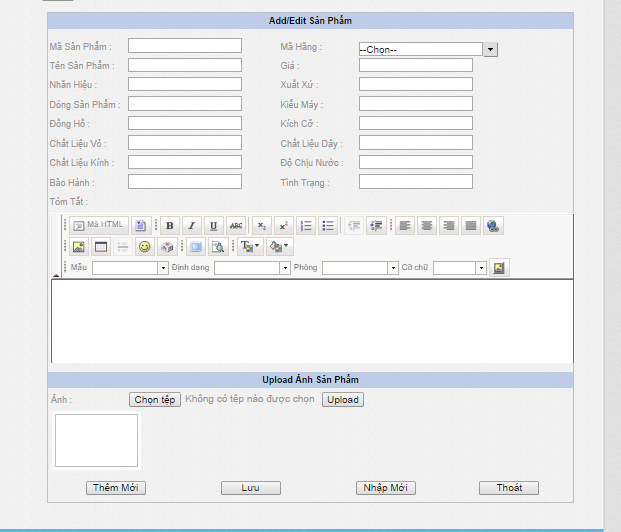 Add/Edit Sản Phẩm
Mã Sản Phẩm : Mã Hãng : --Chọn--
Tên Sản Phẩm : Giá :
Nhãn Hiệu : Xuất Xứ :
Dòng Sản Phẩm : Kiểu Máy :
Đồng Hồ : Kích Cỡ :
Chất Liệu Vỏ : Chất Liệu Dây :
Chất Liệu Kính : Độ Chịu Nước :
Bảo Hành : Tình Trạng :
Tóm Tắt :
Mã HTML B I U ABC x₂ x²
Mẫu Định dạng Phông Cỡ chữ
Upload Ảnh Sản Phẩm
Ảnh : Chọn tệp Không có tệp nào được chọn Upload
Thêm Mới Lưu Nhập Mới Thoát